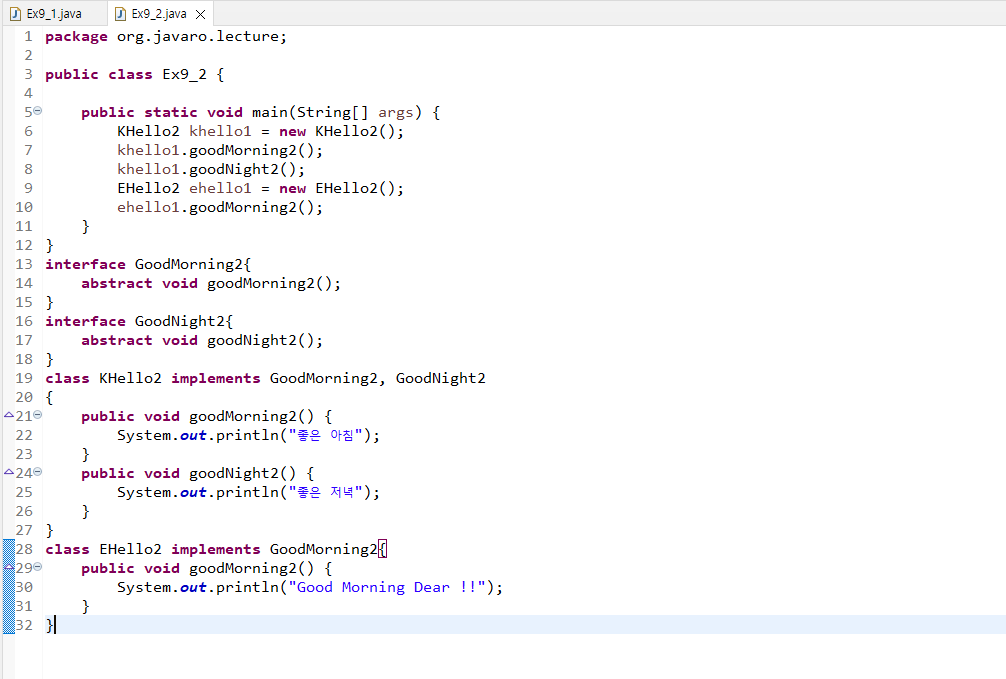 Ex9_1.java Ex9_2.java
1 package org.javaro.lecture;
2
3 public class Ex9_2 {
4
5 public static void main(String[] args) {
6 KHello2 khello1 = new KHello2();
7 khello1.goodMorning2();
8 khello1.goodNight2();
9 EHello2 ehello1 = new EHello2();
10 ehello1.goodMorning2();
11 }
12 }
13 interface GoodMorning2{
14 abstract void goodMorning2();
15 }
16 interface GoodNight2{
17 abstract void goodNight2();
18 }
19 class KHello2 implements GoodMorning2, GoodNight2
20 {
21 public void goodMorning2() {
22 System.out.println("좋은 아침");
23 }
24 public void goodNight2() {
25 System.out.println("좋은 저녁");
26 }
27 }
28 class EHello2 implements GoodMorning2{
29 public void goodMorning2() {
30 System.out.println("Good Morning Dear !!");
31 }
32 }